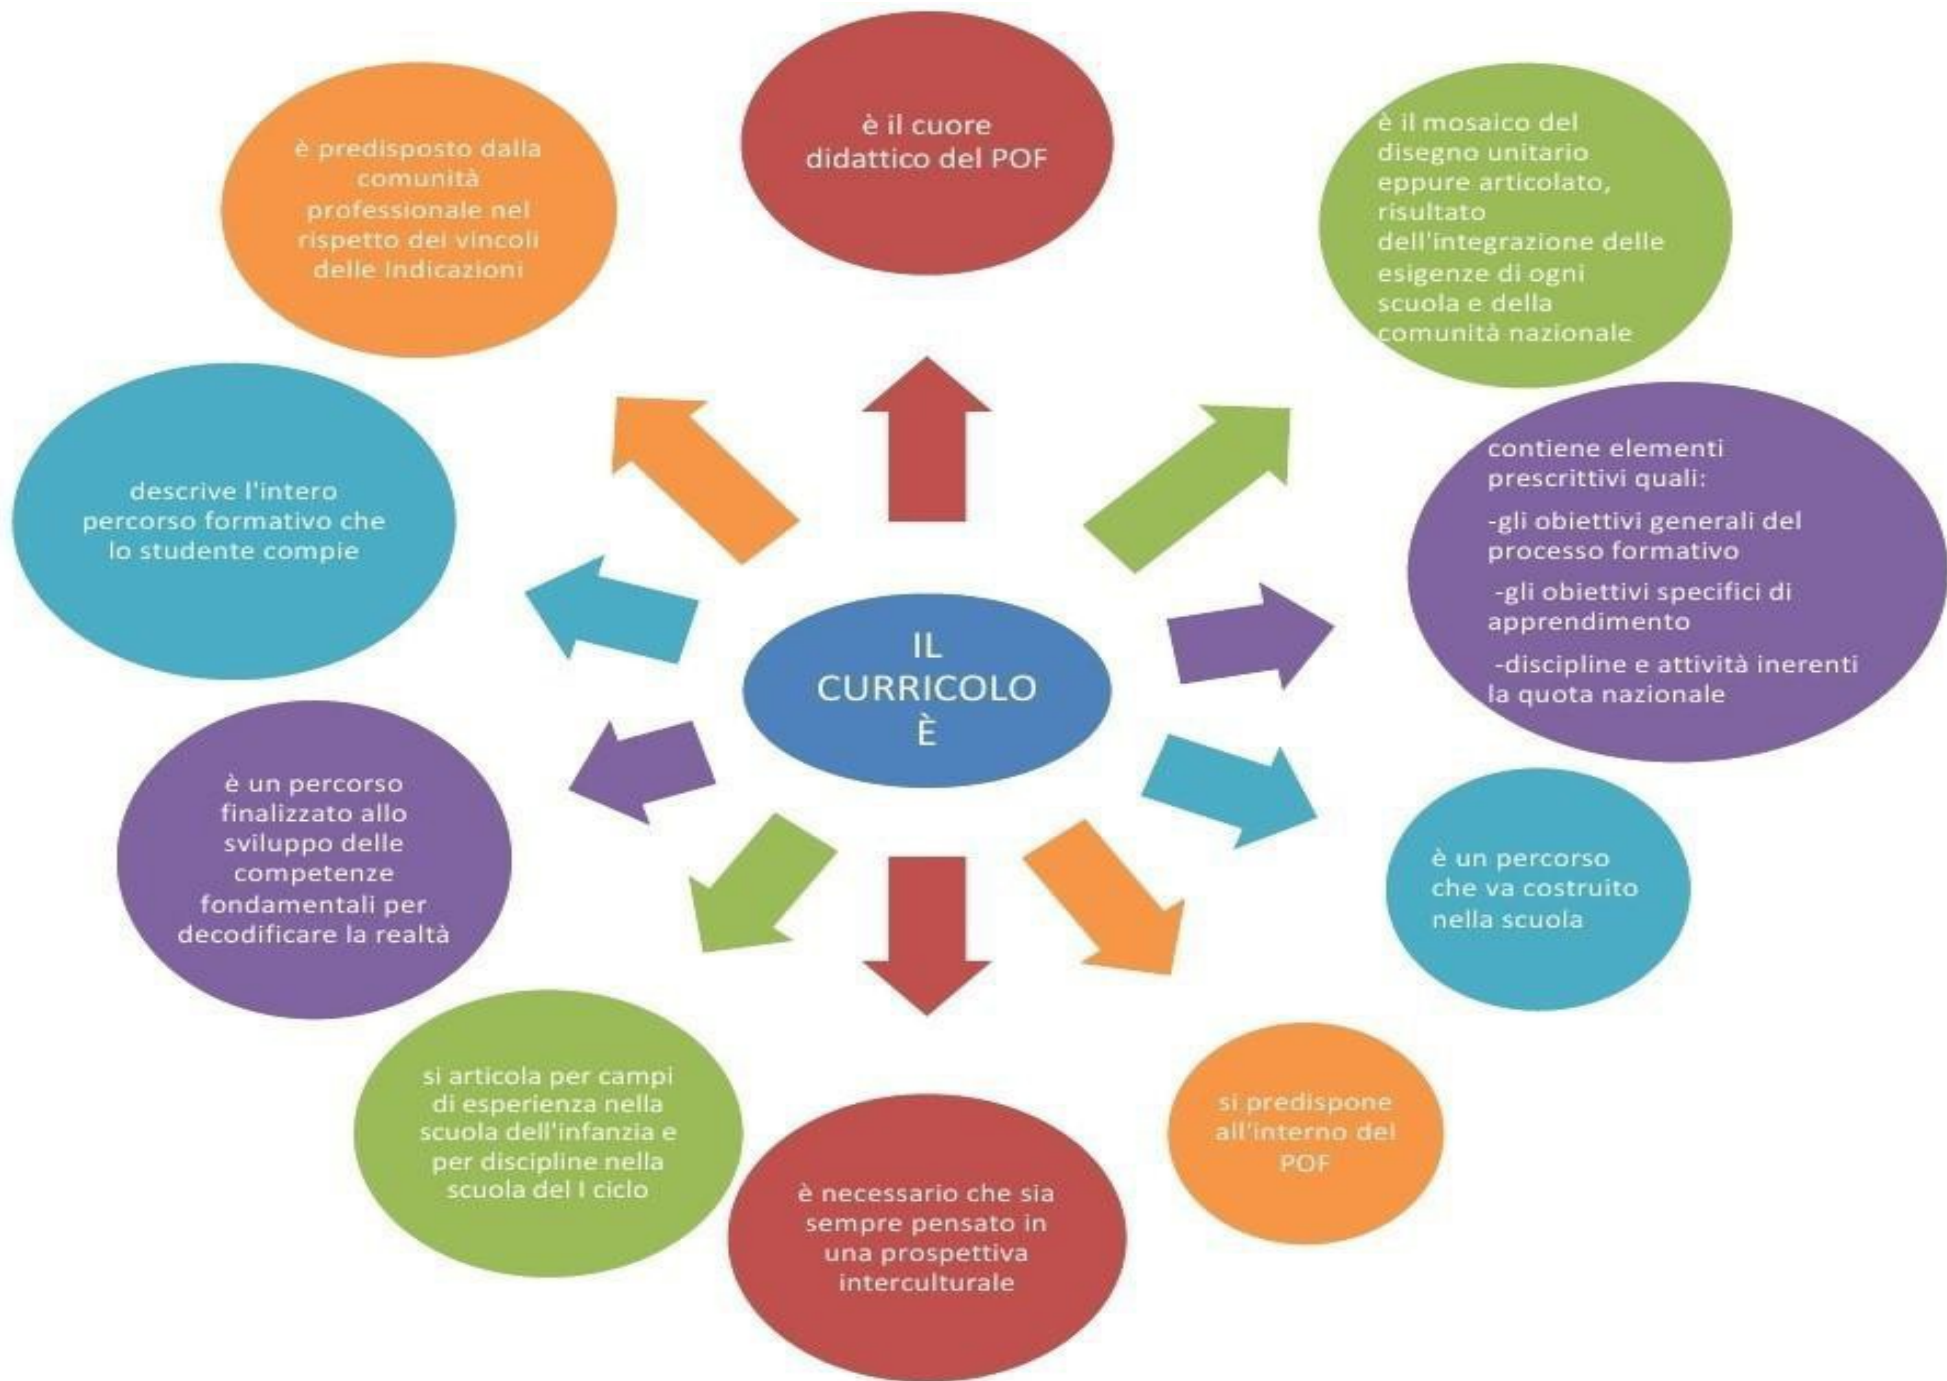 è il cuore
didattico del POF
è il mosaico del
disegno unitario
eppure articolato,
risultato
dell'integrazione delle
esigenze di ogni
scuola e della
comunità nazionale
contiene elementi
prescrittivi quali:
-gli obiettivi generali del
processo formativo
-gli obiettivi specifici di
apprendimento
-discipline e attività inerenti
la quota nazionale
è un percorso
che va costruito
nella scuola
si predispone
all'interno del
POF
è necessario che sia
sempre pensato in
una prospettiva
interculturale
si articola per campi
di esperienza nella
scuola dell'infanzia e
per discipline nella
scuola del I ciclo
è un percorso
finalizzato allo
sviluppo delle
competenze
fondamentali per
decodificare la realtà
descrive l'intero
percorso formativo che
lo studente compie
è predisposto dalla
comunità
professionale nel
rispetto dei vincoli
delle Indicazioni
IL
CURRICOLO
È